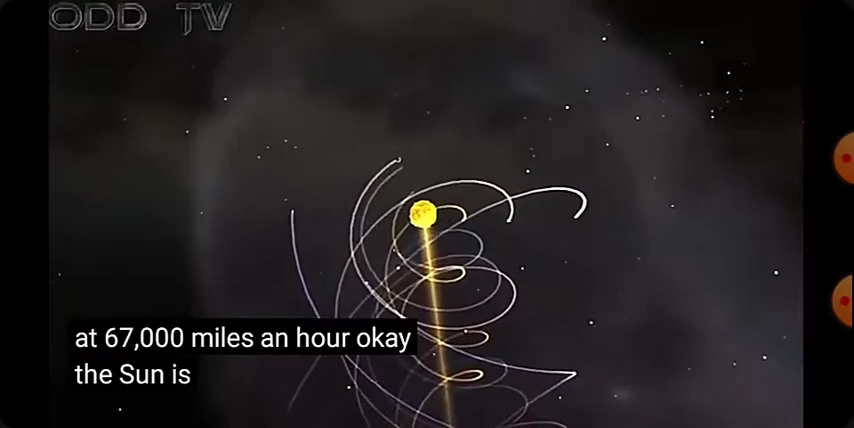 ODD TV
at 67,000 miles an hour okay
the Sun is